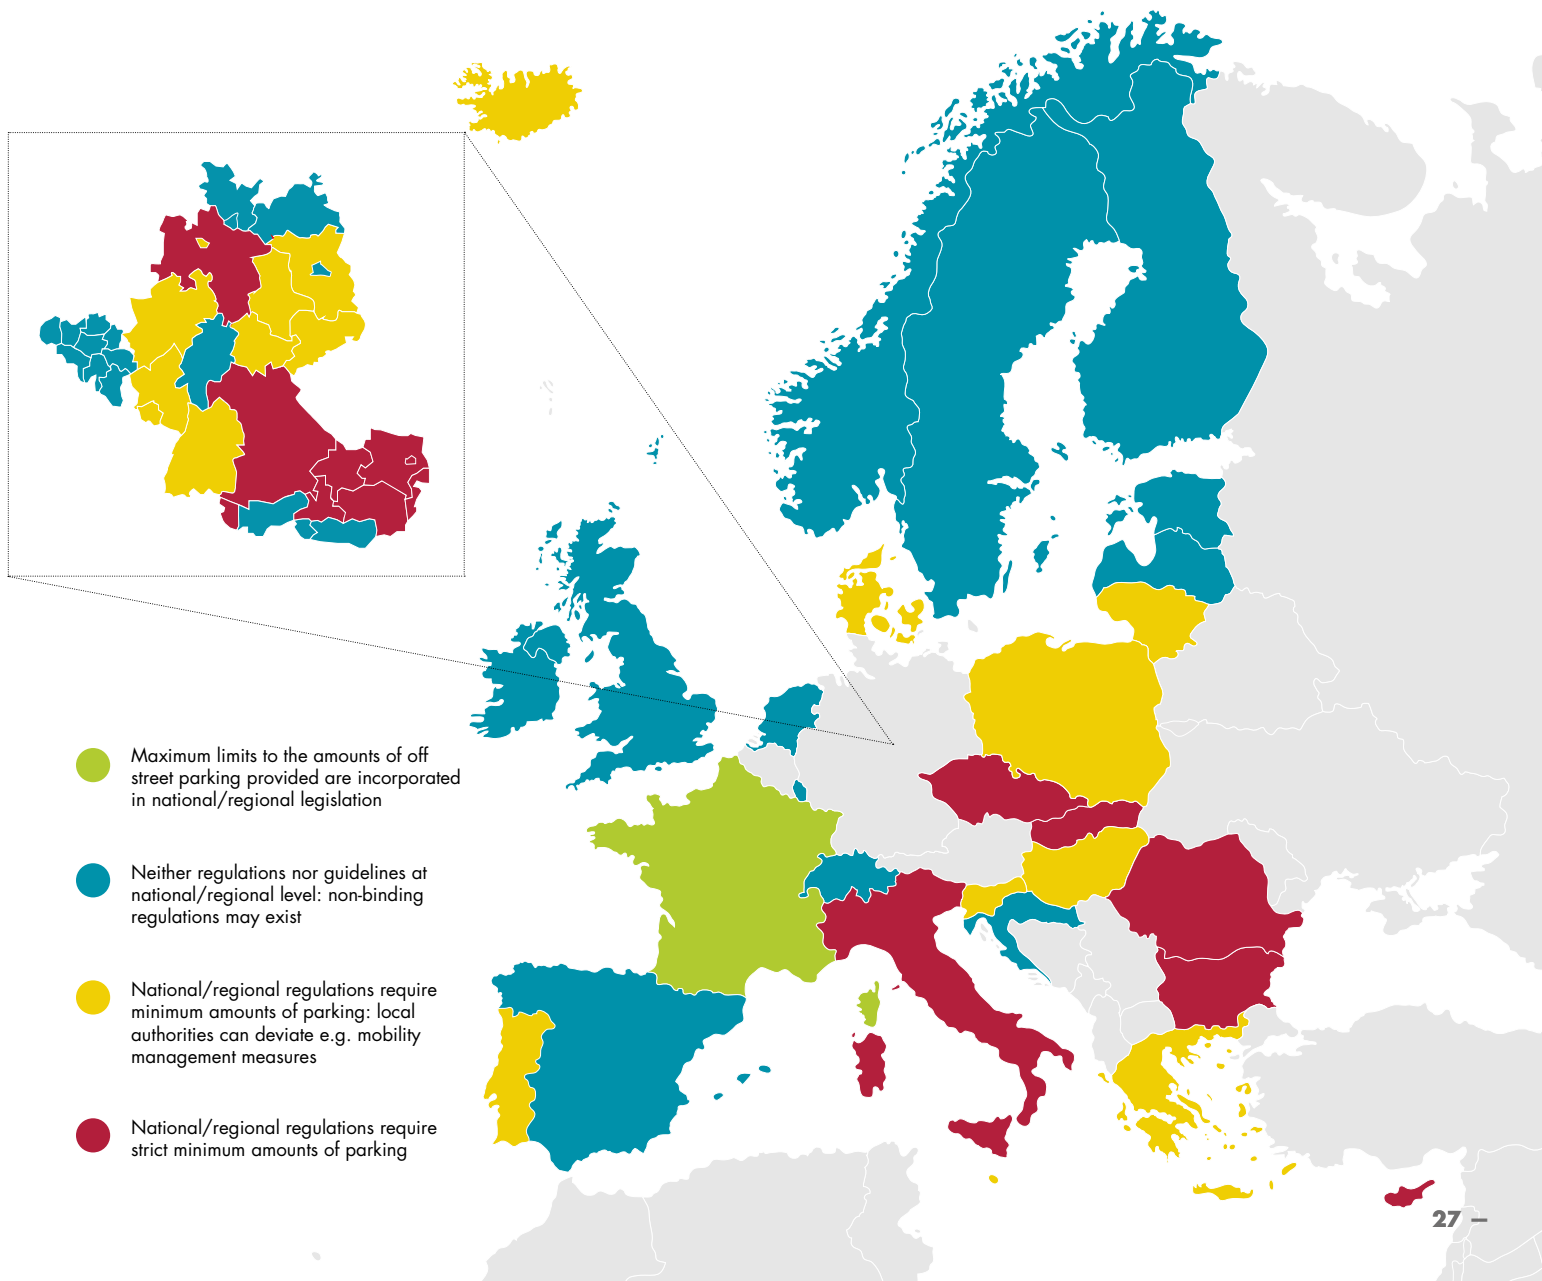 Maximum limits to the amounts of off
street parking provided are incorporated
in national/regional legislation
Neither regulations nor guidelines at
national/regional level: non-binding
regulations may exist
National/regional regulations require
minimum amounts of parking: local
authorities can deviate e.g. mobility
management measures
National/regional regulations require
strict minimum amounts of parking
27 –